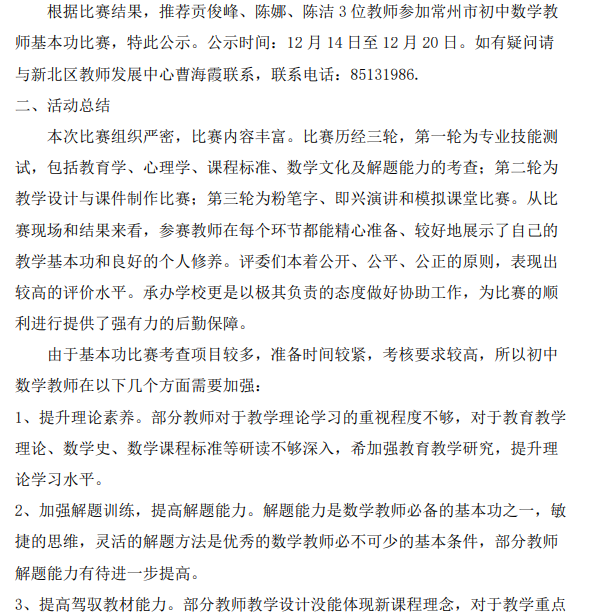 根据比赛结果，推荐贡俊峰、陈娜、陈洁 3 位教师参加常州市初中数学教
师基本功比赛，特此公示。公示时间：12 月 14 日至 12 月 20 日。如有疑问请
与新北区教师发展中心曹海霞联系，联系电话：85131986.
二、活动总结
本次比赛组织严密，比赛内容丰富。比赛历经三轮，第一轮为专业技能测
试，包括教育学、心理学、课程标准、数学文化及解题能力的考查；第二轮为
教学设计与课件制作比赛；第三轮为粉笔字、即兴演讲和模拟课堂比赛。从比
赛现场和结果来看，参赛教师在每个环节都能精心准备、较好地展示了自己的
教学基本功和良好的个人修养。评委们本着公开、公平、公正的原则，表现出
较高的评价水平。承办学校更是以极其负责的态度做好协助工作，为比赛的顺
利进行提供了强有力的后勤保障。
由于基本功比赛考查项目较多，准备时间较紧，考核要求较高，所以初中
数学教师在以下几个方面需要加强：
1、提升理论素养。部分教师对于教学理论学习的重视程度不够，对于教育教学
理论、数学史、数学课程标准等研读不够深入，希加强教育教学研究，提升理
论学习水平。
2、加强解题训练，提高解题能力。解题能力是数学教师必备的基本功之一，敏
捷的思维，灵活的解题方法是优秀的数学教师必不可少的基本条件，部分教师
解题能力有待进一步提高。
3、提高驾驭教材能力。部分教师教学设计没能体现新课程理念，对于教学重点